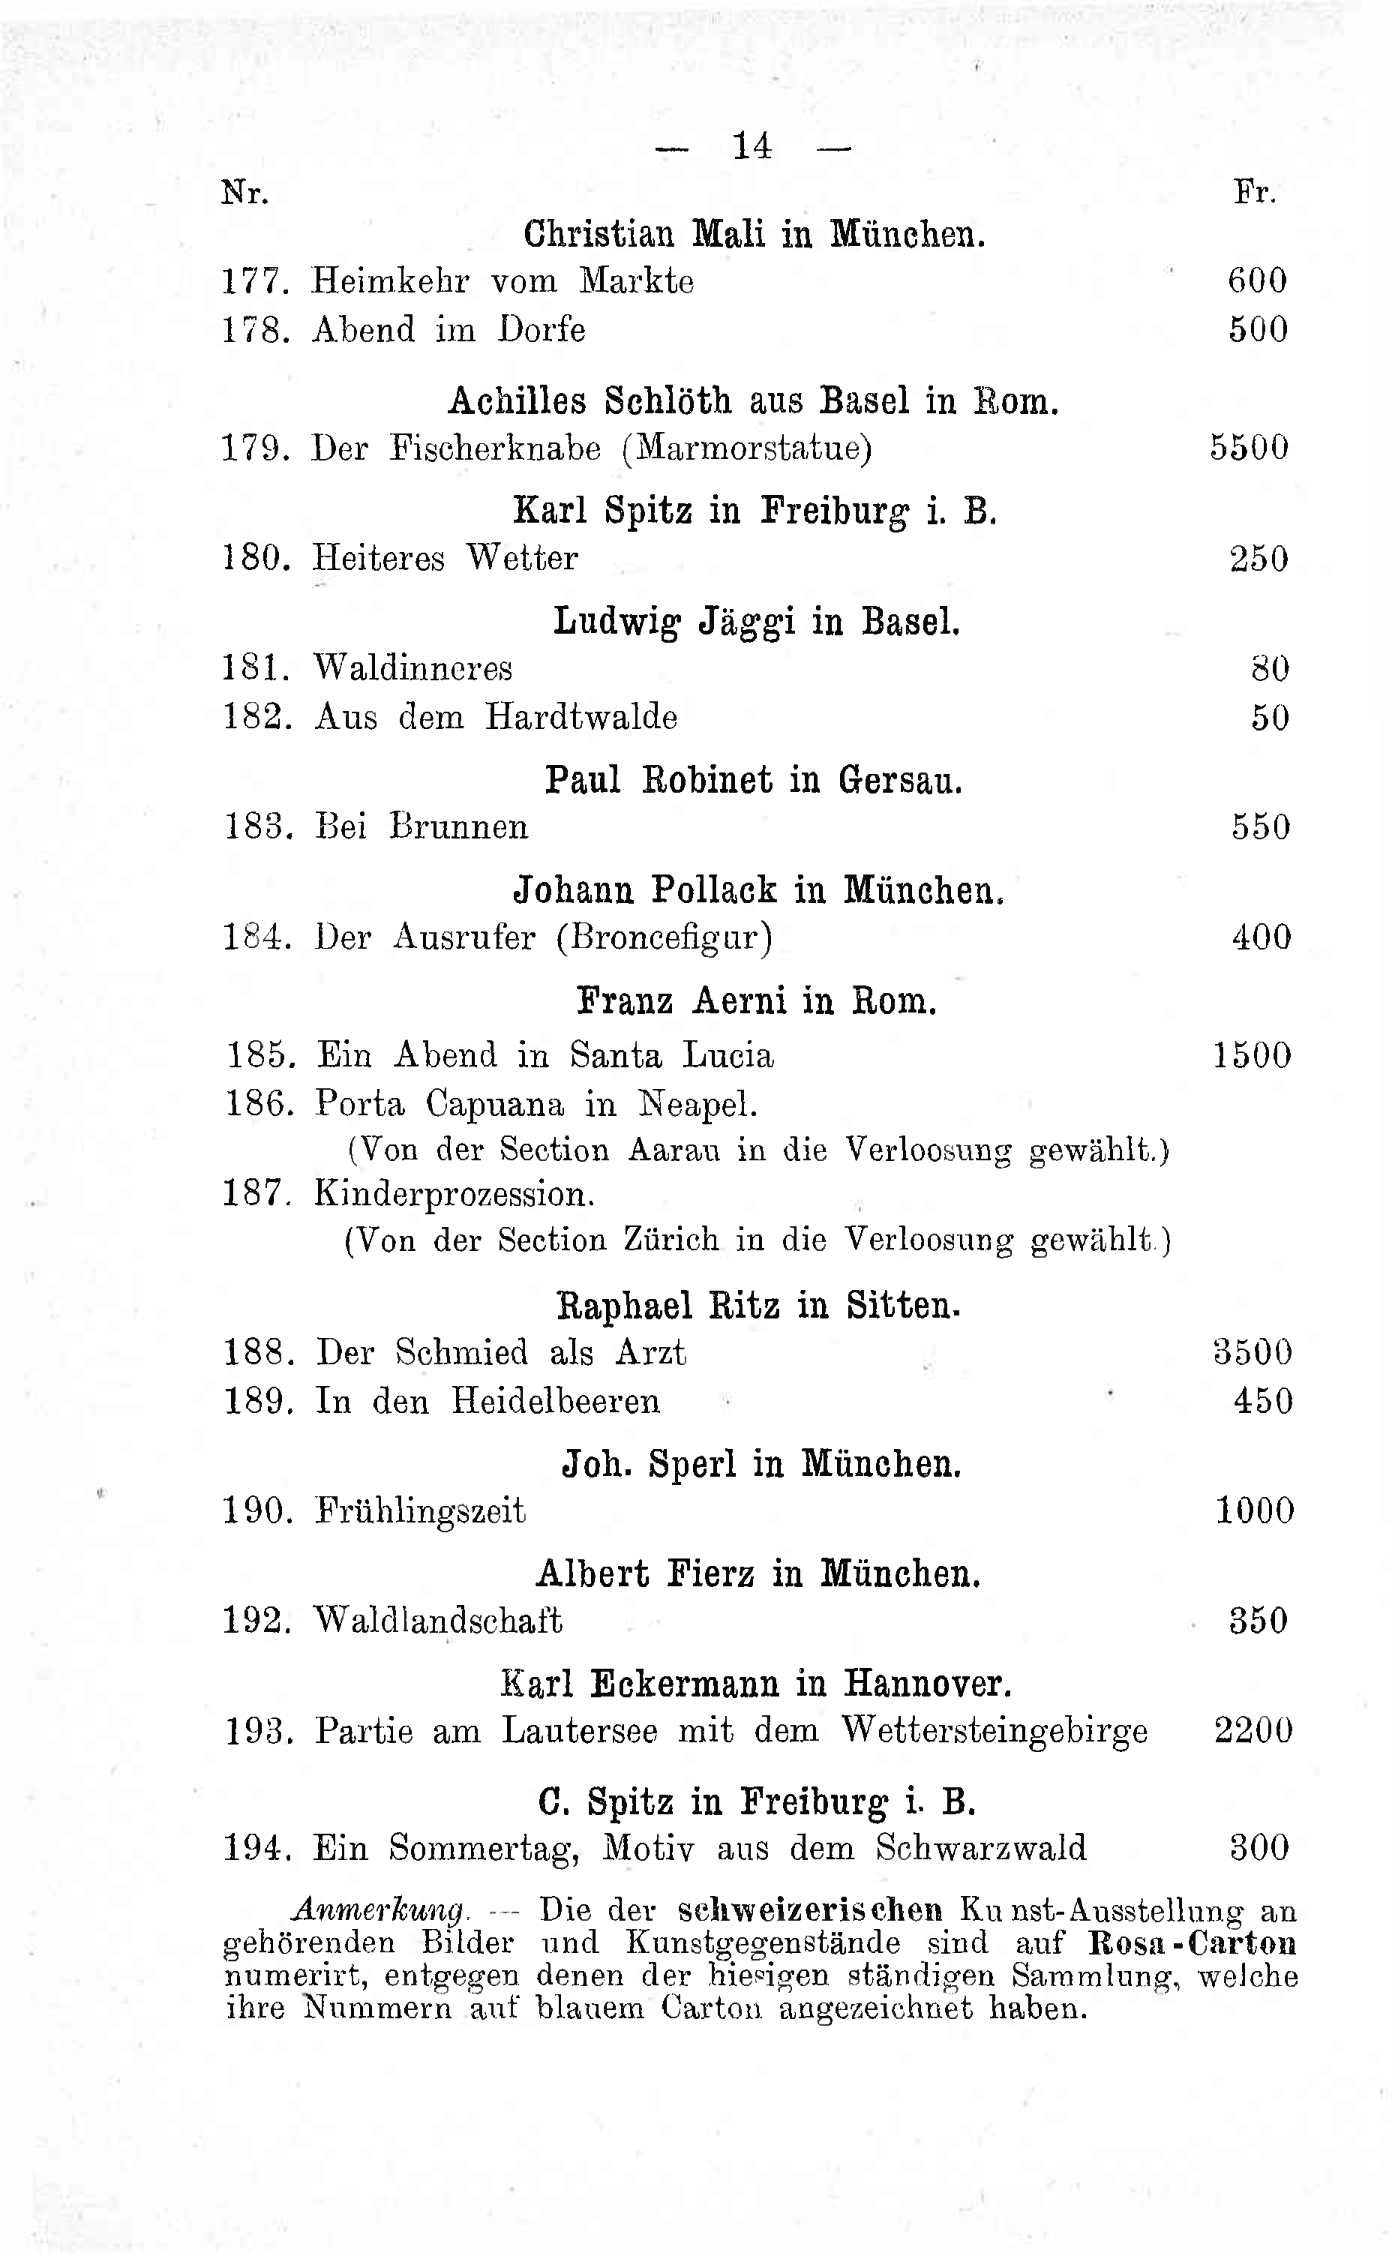 — 14 —
Nr. Fr.
Christian Mali in München.
177. Heimkehr vom Markte 600
178. Abend im Dorfe 500
Achilles Schlöth aus Basel in Rom.
179. Der Fischerknabe (Marmorstatue) 5500
Karl Spitz in Freiburg i. B.
180. Heiteres Wetter 250
Ludwig Jäggi in Basel.
181. Waldinneres 80
182. Aus dem Hardtwalde 50
Paul Robinet in Gersau.
183. Bei Brunnen 550
Johann Pollack in München.
184. Der Ausrufer (Broncefigur) 400
Franz Aerni in Rom.
185. Ein Abend in Santa Lucia 1500
186. Porta Capuana in Neapel.
(Von der Section Aarau in die Verloosung gewählt.)
187. Kinderprozession.
(Von der Section Zürich in die Verloosung gewählt.)
Raphael Ritz in Sitten.
188. Der Schmied als Arzt 3500
189. In den Heidelbeeren 450
Joh. Sperl in München.
190. Frühlingszeit 1000
Albert Fierz in München.
192. Waldlandschaft 350
Karl Eckermann in Hannover.
193. Partie am Lautersee mit dem Wettersteingebirge 2200
C. Spitz in Freiburg i. B.
194. Ein Sommertag, Motiv aus dem Schwarzwald 300
Anmerkung. — Die der schweizerischen Kunst-Ausstellung an
gehörenden Bilder und Kunstgegenstände sind auf Rosa-Carton
numerirt, entgegen denen der hiesigen ständigen Sammlung, welche
ihre Nummern auf blauem Carton angezeichnet haben.